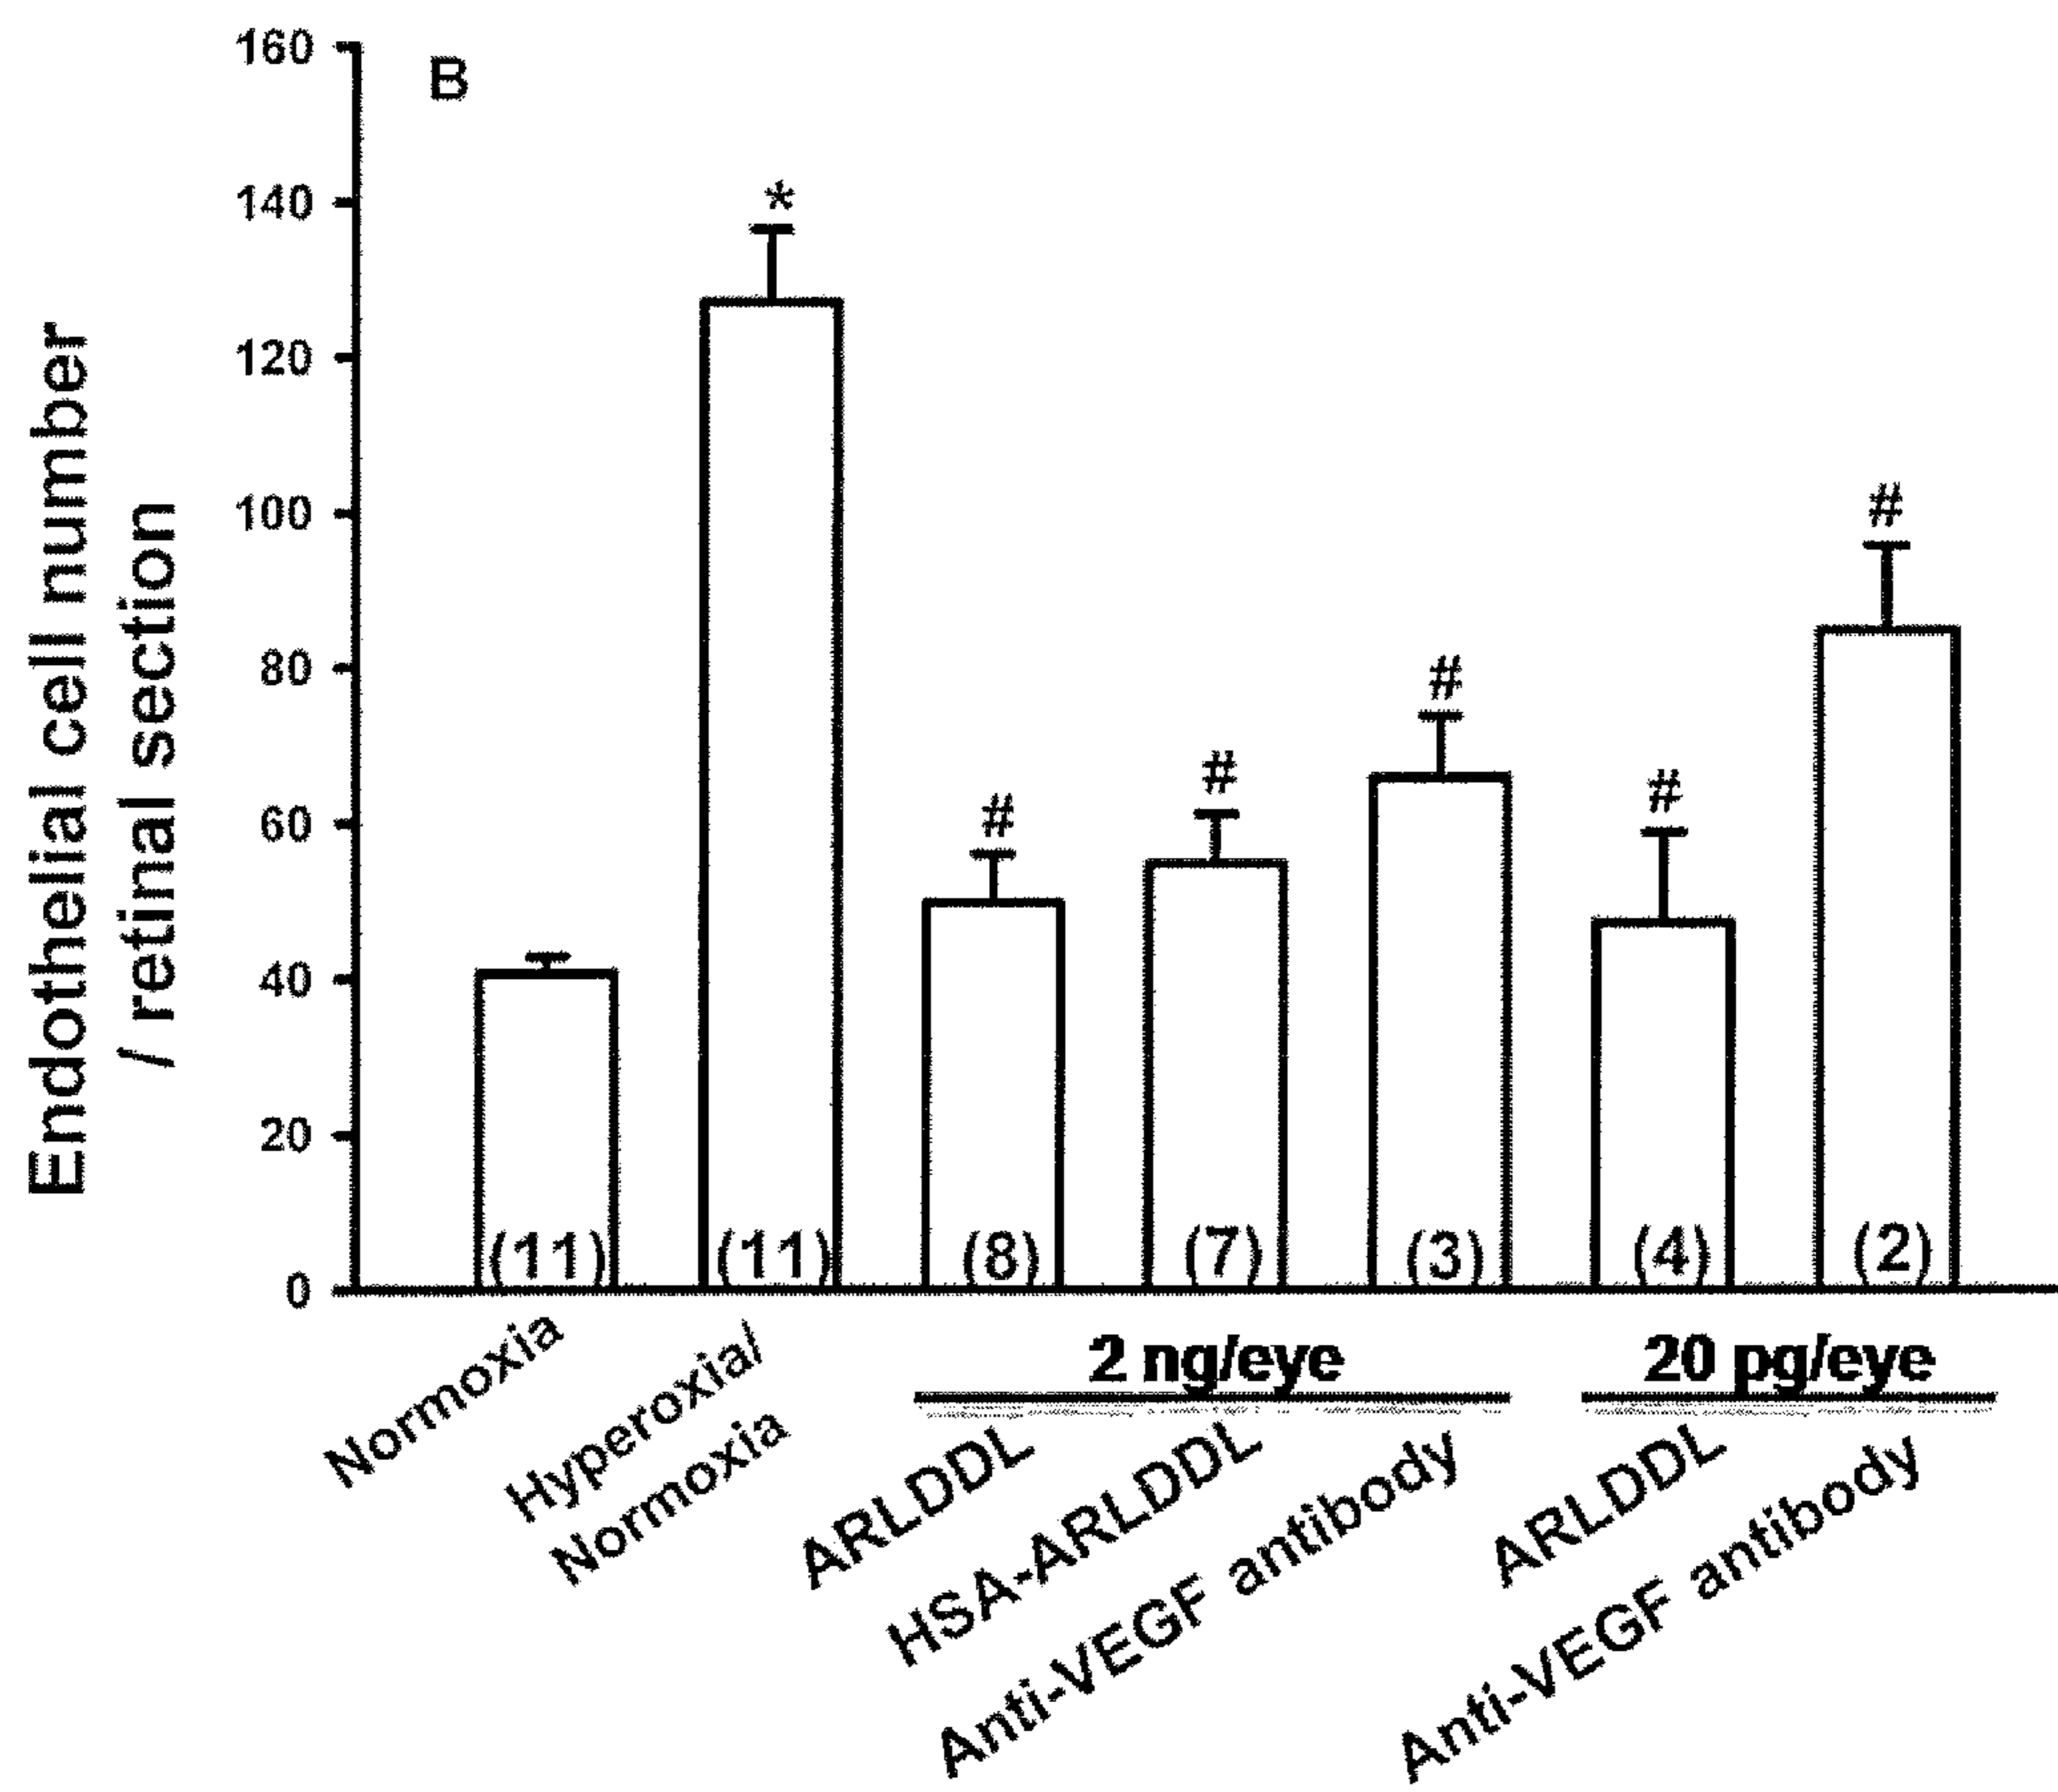 B
160
140
120
100
80
60
40
20
0
Endothelial cell number
/ retinal section
*
#
#
#
#
#
(11)
(11)
(8)
(7)
(3)
(4)
(2)
Normoxia
Hyperoxia/
Normoxia
2 ng/eye
ARLDDL
HSA-ARLDDL
Anti-VEGF antibody
20 pg/eye
ARLDDL
Anti-VEGF antibody